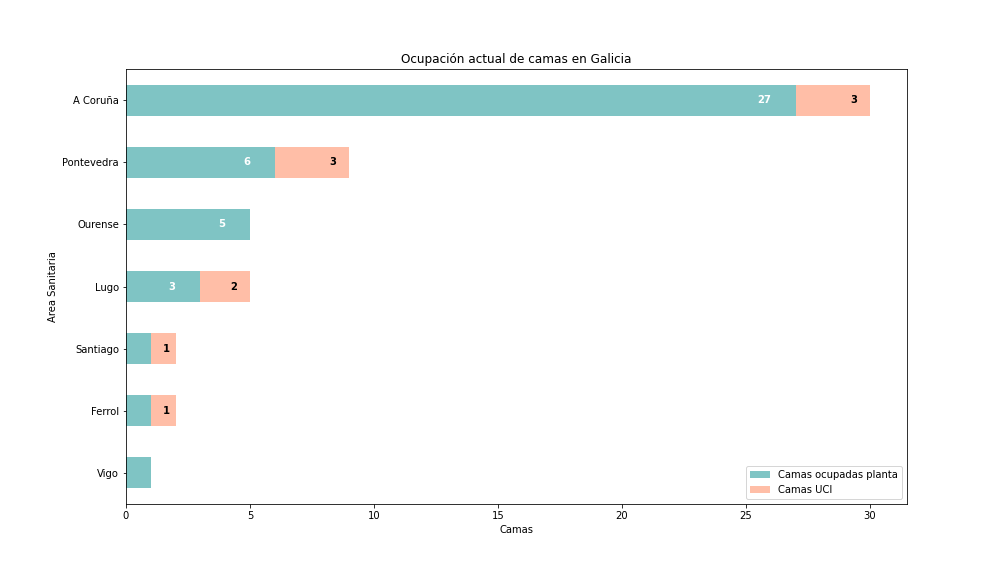 Ocupación actual de camas en Galicia
A Coruña 27 3
Pontevedra 6 3
Ourense 5
Lugo 3 2
Santiago 1
Ferrol 1
Vigo
Area Sanitaria
Camas ocupadas planta
Camas UCI
0 5 10 15 20 25 30
Camas